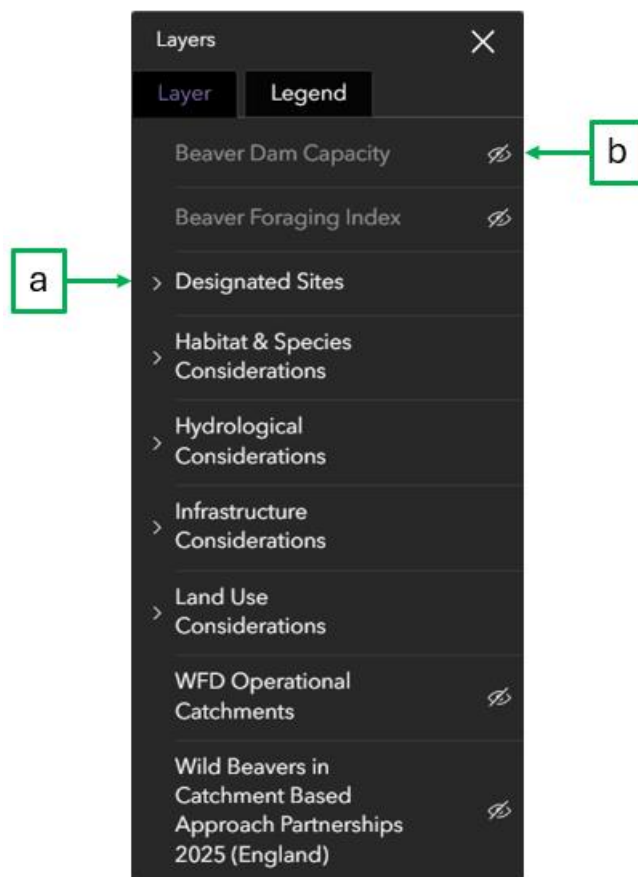 Layers
Layer Legend
Beaver Dam Capacity
b
Beaver Foraging Index
a
Designated Sites
Habitat & Species
Considerations
Hydrological
Considerations
Infrastructure
Considerations
Land Use
Considerations
WFD Operational
Catchments
Wild Beavers in
Catchment Based
Approach Partnerships
2025 (England)